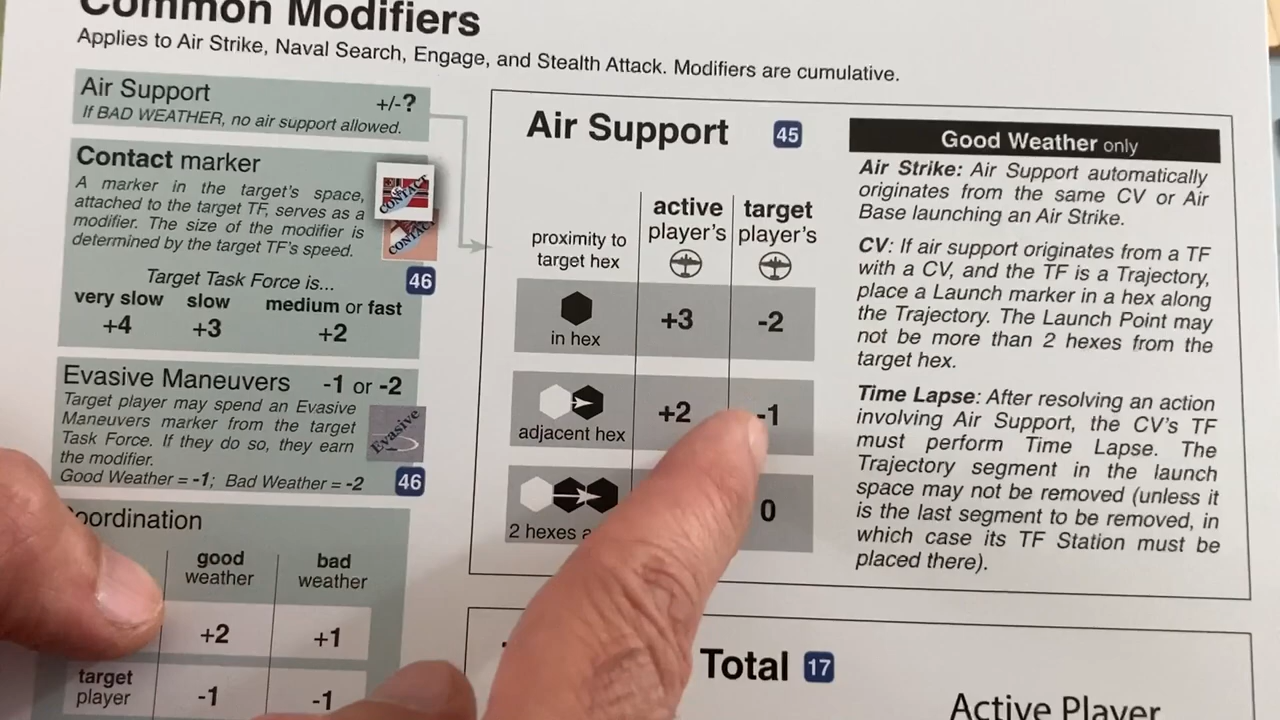 Common Modifiers
Applies to Air Strike, Naval Search, Engage, and Stealth Attack. Modifiers are cumulative.
Air Support +/-?
If BAD WEATHER, no air support allowed.
Contact marker
A marker in the target's space,
attached to the target TF, serves as a
modifier. The size of the modifier is
determined by the target TF's speed.
CONTACT
CONTACT
Target Task Force is... 46
very slow slow medium or fast
+4 +3 +2
Evasive Maneuvers -1 or -2
Target player may spend an Evasive
Maneuvers marker from the target
Task Force. If they do so, they earn
the modifier.
Evasive
Good Weather = -1; Bad Weather = -2 46
oordination
good weather
bad weather
+2 +1
target player
-1 -1
Air Support 45
proximity to target hex
active player's
target player's
in hex +3 -2
adjacent hex +2 -1
2 hexes 0
Good Weather only
Air Strike: Air Support automatically
originates from the same CV or Air
Base launching an Air Strike.
CV: If air support originates from a TF
with a CV, and the TF is a Trajectory,
place a Launch marker in a hex along
the Trajectory. The Launch Point may
not be more than 2 hexes from the
target hex.
Time Lapse: After resolving an action
involving Air Support, the CV's TF
must perform Time Lapse. The
Trajectory segment in the launch
space may not be removed (unless it
is the last segment to be removed, in
which case its TF Station must be
placed there).
Total 17
Active Player